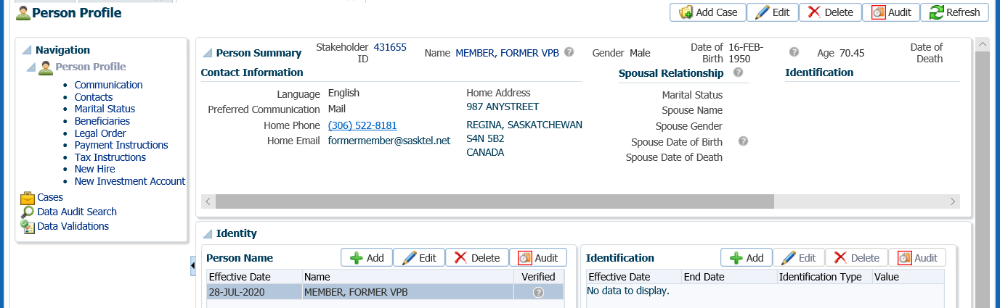 Person Profile
Add Case Edit Delete Audit Refresh
Navigation
Person Profile
Communication
Contacts
Marital Status
Beneficiaries
Legal Order
Payment Instructions
Tax Instructions
New Hire
New Investment Account
Cases
Data Audit Search
Data Validations
Person Summary Stakeholder ID 431655 Name MEMBER, FORMER VPB Gender Male Date of Birth 16-FEB-1950 Age 70.45 Date of Death
Contact Information
Language English
Preferred Communication Mail
Home Phone (306) 522-8181
Home Email formermember@sasktel.net
Home Address
987 ANYSTREET
REGINA, SASKATCHEWAN
S4N 5B2
CANADA
Spousal Relationship
Marital Status
Spouse Name
Spouse Gender
Spouse Date of Birth
Spouse Date of Death
Identification
Identity
Person Name Add Edit Delete Audit
Effective Date Name Verified
28-JUL-2020 MEMBER, FORMER VPB
Identification Add Edit Delete Audit
Effective Date End Date Identification Type Value
No data to display.